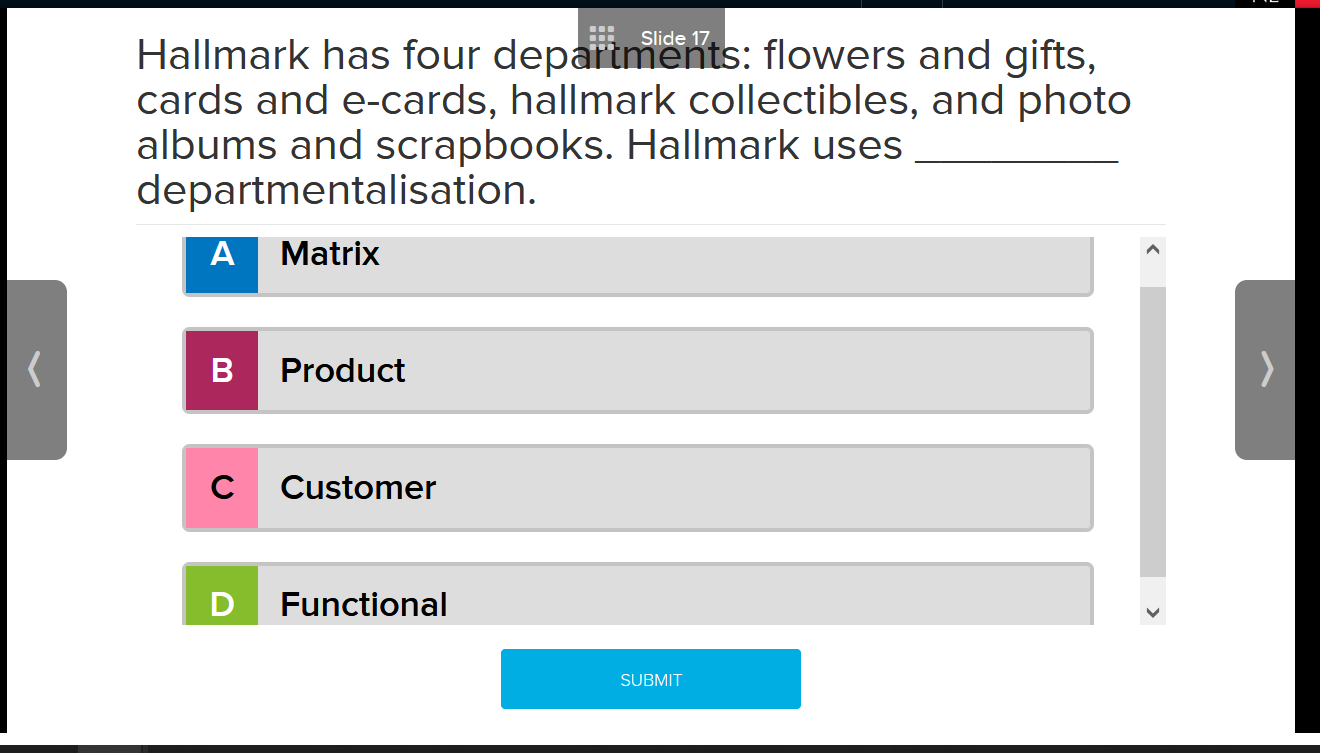 Slide 17
Hallmark has four departments: flowers and gifts,
cards and e-cards, hallmark collectibles, and photo
albums and scrapbooks. Hallmark uses __________
departmentalisation.
A Matrix
B Product
C Customer
D Functional
SUBMIT